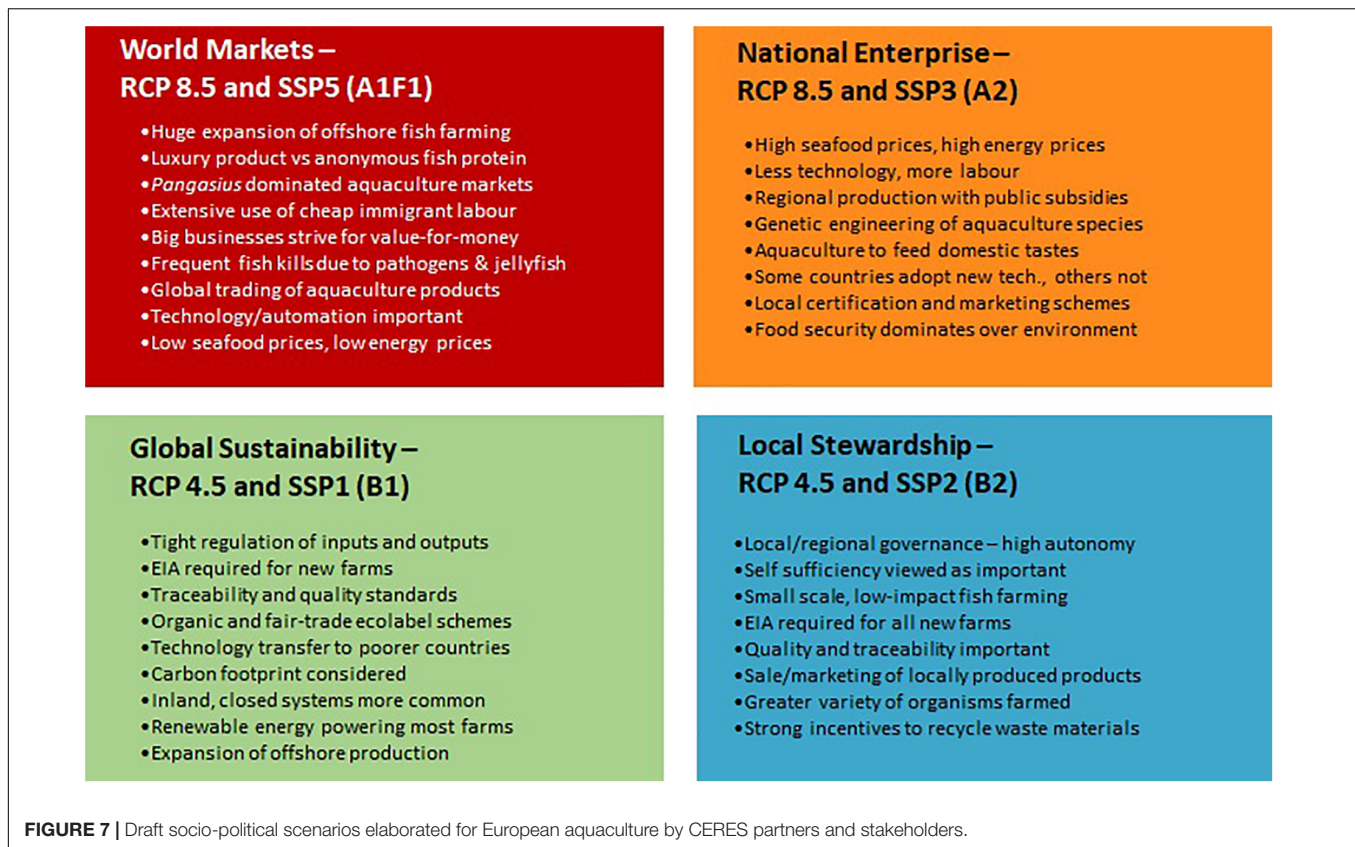 World Markets –
RCP 8.5 and SSP5 (A1F1)
•Huge expansion of offshore fish farming
•Luxury product vs anonymous fish protein
•Pangasius dominated aquaculture markets
•Extensive use of cheap immigrant labour
•Big businesses strive for value-for-money
•Frequent fish kills due to pathogens & jellyfish
•Global trading of aquaculture products
•Technology/automation important
•Low seafood prices, low energy prices
National Enterprise –
RCP 8.5 and SSP3 (A2)
•High seafood prices, high energy prices
•Less technology, more labour
•Regional production with public subsidies
•Genetic engineering of aquaculture species
•Aquaculture to feed domestic tastes
•Some countries adopt new tech., others not
•Local certification and marketing schemes
•Food security dominates over environment
Global Sustainability –
RCP 4.5 and SSP1 (B1)
•Tight regulation of inputs and outputs
•EIA required for new farms
•Traceability and quality standards
•Organic and fair-trade ecolabel schemes
•Technology transfer to poorer countries
•Carbon footprint considered
•Inland, closed systems more common
•Renewable energy powering most farms
•Expansion of offshore production
Local Stewardship –
RCP 4.5 and SSP2 (B2)
•Local/regional governance – high autonomy
•Self sufficiency viewed as important
•Small scale, low-impact fish farming
•EIA required for all new farms
•Quality and traceability important
•Sale/marketing of locally produced products
•Greater variety of organisms farmed
•Strong incentives to recycle waste materials
FIGURE 7 | Draft socio-political scenarios elaborated for European aquaculture by CERES partners and stakeholders.